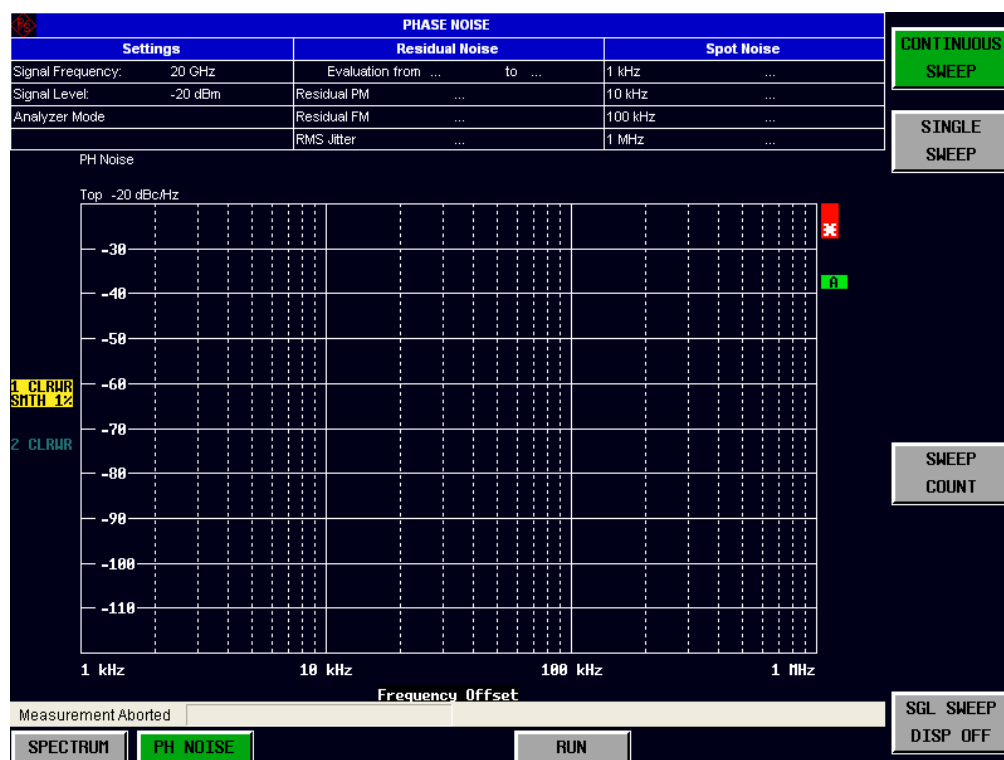 PHASE NOISE
Settings Residual Noise Spot Noise
Signal Frequency: 20 GHz Evaluation from ... to ... 1 kHz ...
Signal Level: -20 dBm Residual PM ... 10 kHz ...
Analyzer Mode Residual FM ... 100 kHz ...
RMS Jitter ... 1 MHz ...
CONTINUOUS
SWEEP
SINGLE
SWEEP
PH Noise
Top -20 dBc/Hz
-30
A
-40
-50
1 CLRWR
SMTH 1%
-60
-70
2 CLRWR
-80
-90
-100
-110
SWEEP
COUNT
1 kHz 10 kHz 100 kHz 1 MHz
Frequency Offset
Measurement Aborted
SGL SWEEP
DISP OFF
SPECTRUM PH NOISE RUN